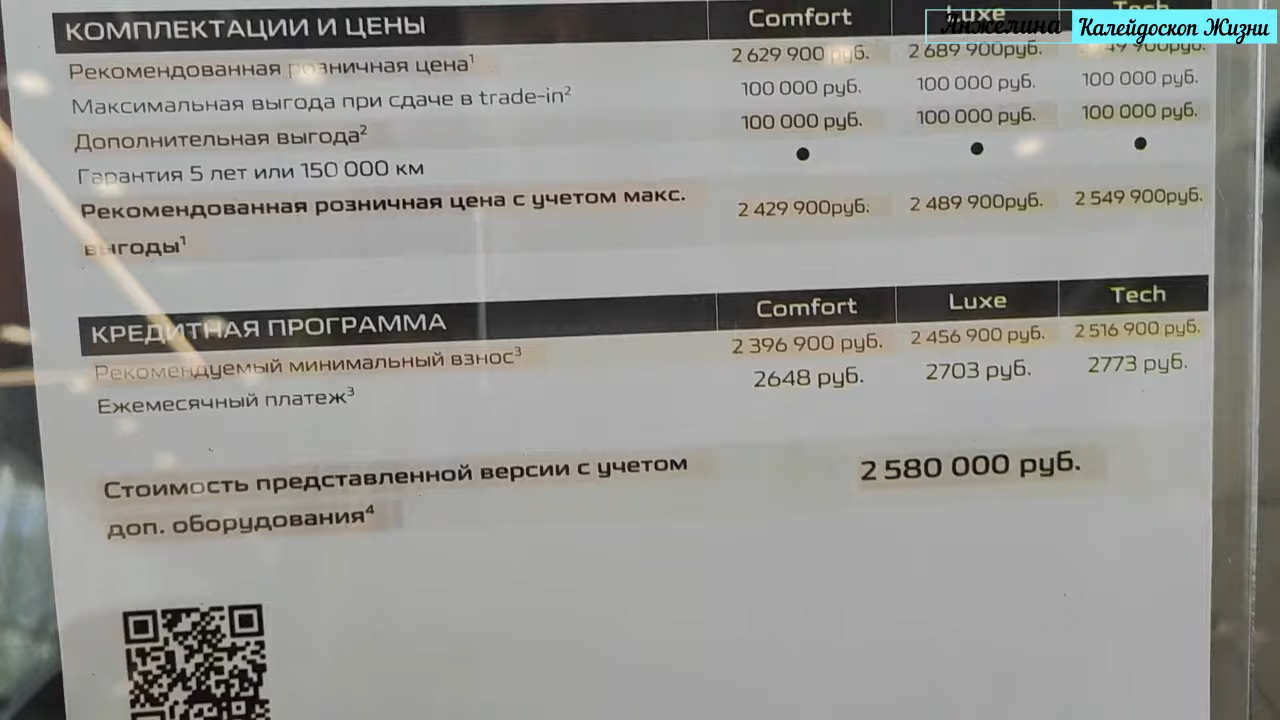 Анжелина Калейдоскоп Жизни
КОМПЛЕКТАЦИИ И ЦЕНЫ Comfort Luxe Tech
Рекомендованная розничная цена¹ 2 629 900 руб. 2 689 900руб.
Максимальная выгода при сдаче в trade-in² 100 000 руб. 100 000 руб. 100 000 руб.
Дополнительная выгода² 100 000 руб. 100 000 руб. 100 000 руб.
Гарантия 5 лет или 150 000 км ● ● ●
Рекомендованная розничная цена с учетом макс. 2 429 900руб. 2 489 900руб. 2 549 900руб.
выгоды¹
КРЕДИТНАЯ ПРОГРАММА Comfort Luxe Tech
Рекомендуемый минимальный взнос³ 2 396 900 руб. 2 456 900 руб. 2 516 900 руб.
Ежемесячный платеж³ 2648 руб. 2703 руб. 2773 руб.
Стоимость представленной версии с учетом 2 580 000 руб.
доп. оборудования⁴